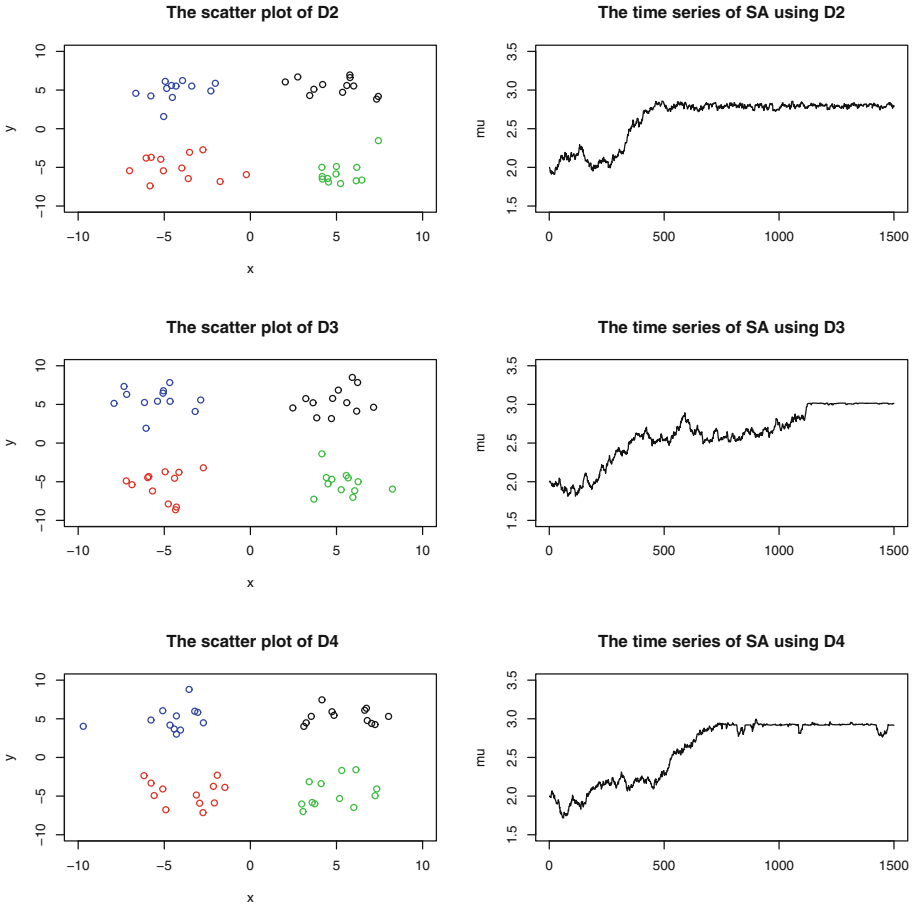 The scatter plot of D2
10
5
0
−5
−10
y
−10 −5 0 5 10
x
The time series of SA using D2
3.5
3.0
2.5
2.0
1.5
mu
0 500 1000 1500
The scatter plot of D3
10
5
0
−5
−10
y
−10 −5 0 5 10
x
The time series of SA using D3
3.5
3.0
2.5
2.0
1.5
mu
0 500 1000 1500
The scatter plot of D4
10
5
0
−5
−10
y
−10 −5 0 5 10
x
The time series of SA using D4
3.5
3.0
2.5
2.0
1.5
mu
0 500 1000 1500